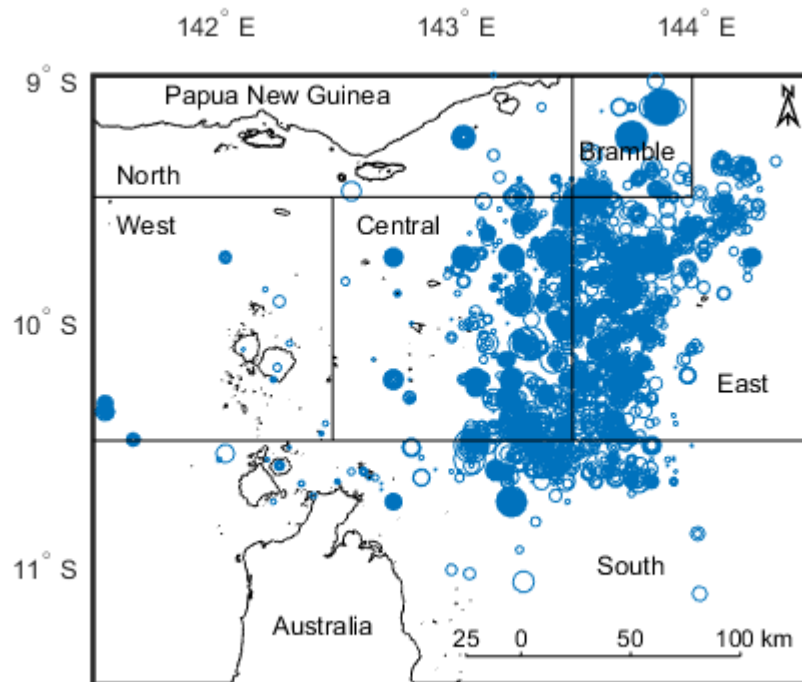 142° E 143° E 144° E
9° S
Papua New Guinea
N
Bramble
North
West Central
10° S
East
11° S
South
Australia
25 0 50 100 km